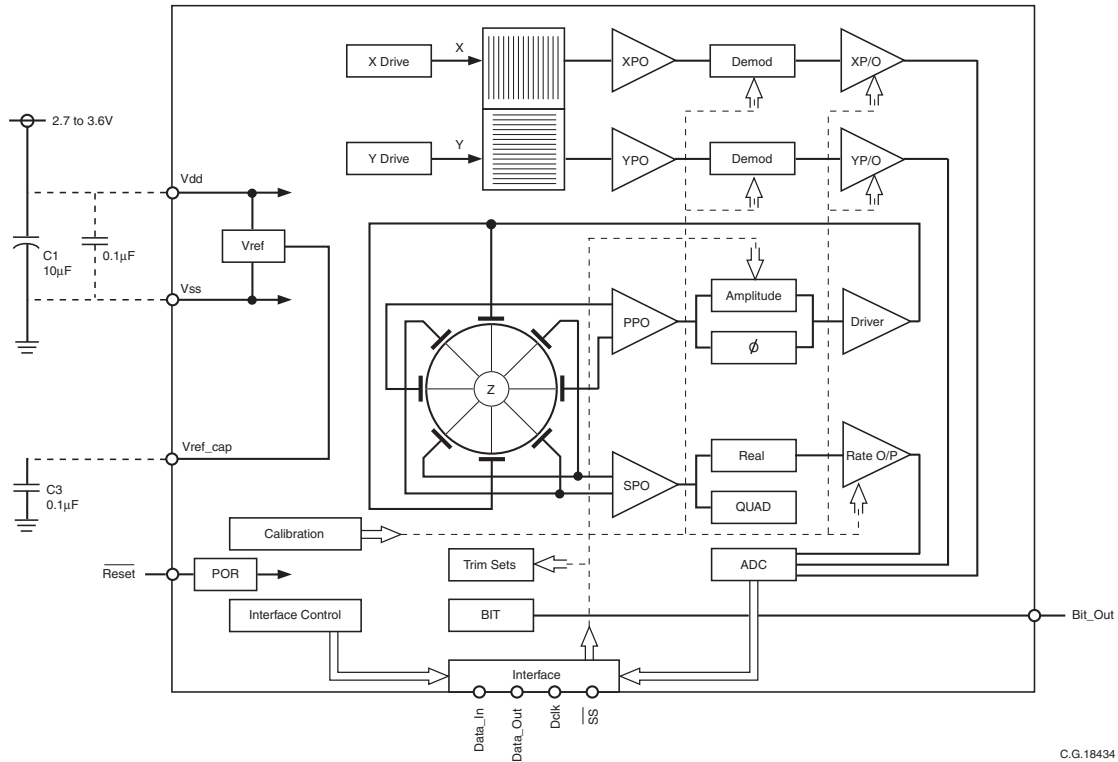 X Drive
X
XPO
Demod
XP/O
2.7 to 3.6V
Y Drive
Y
YPO
Demod
YP/O
Vdd
C1
10µF
0.1µF
Vref
Vss
PPO
Amplitude
ϕ
Driver
Z
Vref_cap
C3
0.1µF
SPO
Real
QUAD
Rate O/P
Calibration
Reset
POR
Trim Sets
ADC
Interface Control
BIT
Bit_Out
Interface
Data_In
Data_Out
Dclk
SS
C.G.18434